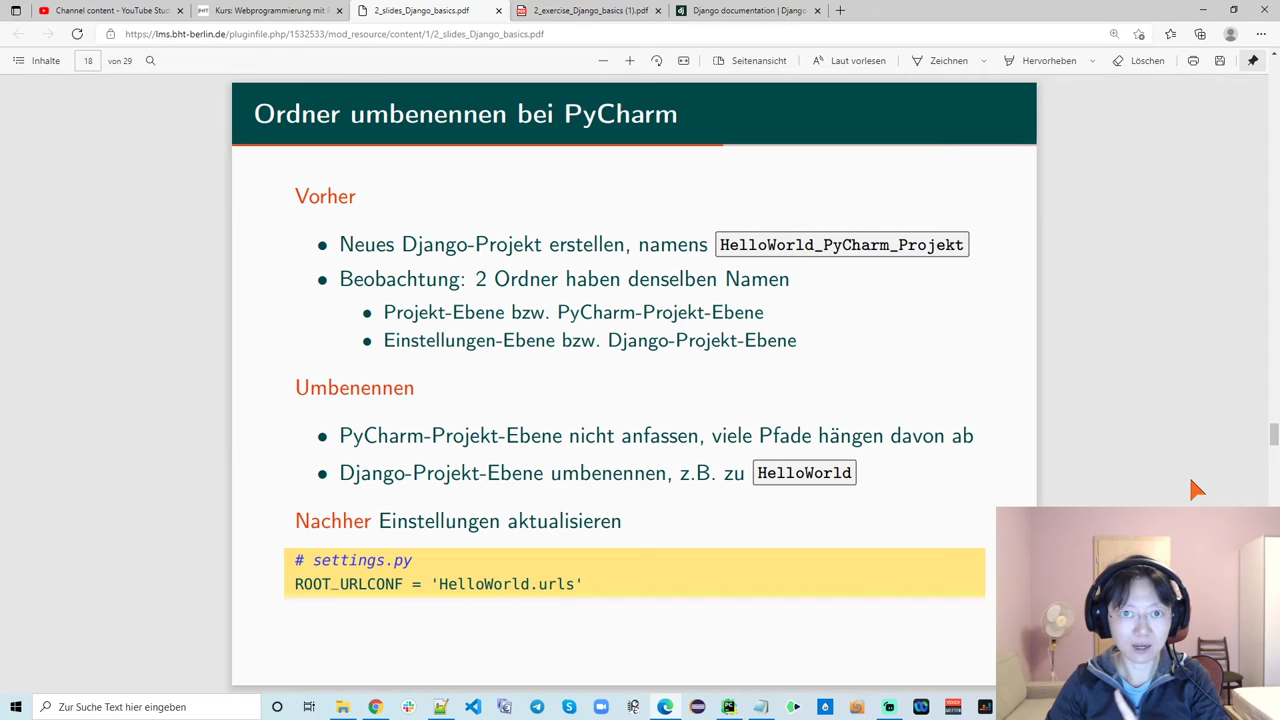 Channel content - YouTube Stud
Kurs: Webprogrammierung mit P
2_slides_Django_basics.pdf
2_exercise_Django_basics (1).pdf
Django documentation | Django
https://lms.bht-berlin.de/pluginfile.php/1532533/mod_resource/content/1/2_slides_Django_basics.pdf
Inhalte
18 von 29
Seitenansicht
Laut vorlesen
Zeichnen
Hervorheben
Löschen
Ordner umbenennen bei PyCharm
Vorher
• Neues Django-Projekt erstellen, namens HelloWorld_PyCharm_Projekt
• Beobachtung: 2 Ordner haben denselben Namen
• Projekt-Ebene bzw. PyCharm-Projekt-Ebene
• Einstellungen-Ebene bzw. Django-Projekt-Ebene
Umbenennen
• PyCharm-Projekt-Ebene nicht anfassen, viele Pfade hängen davon ab
• Django-Projekt-Ebene umbenennen, z.B. zu HelloWorld
Nachher Einstellungen aktualisieren
# settings.py
ROOT_URLCONF = 'HelloWorld.urls'
Zur Suche Text hier eingeben